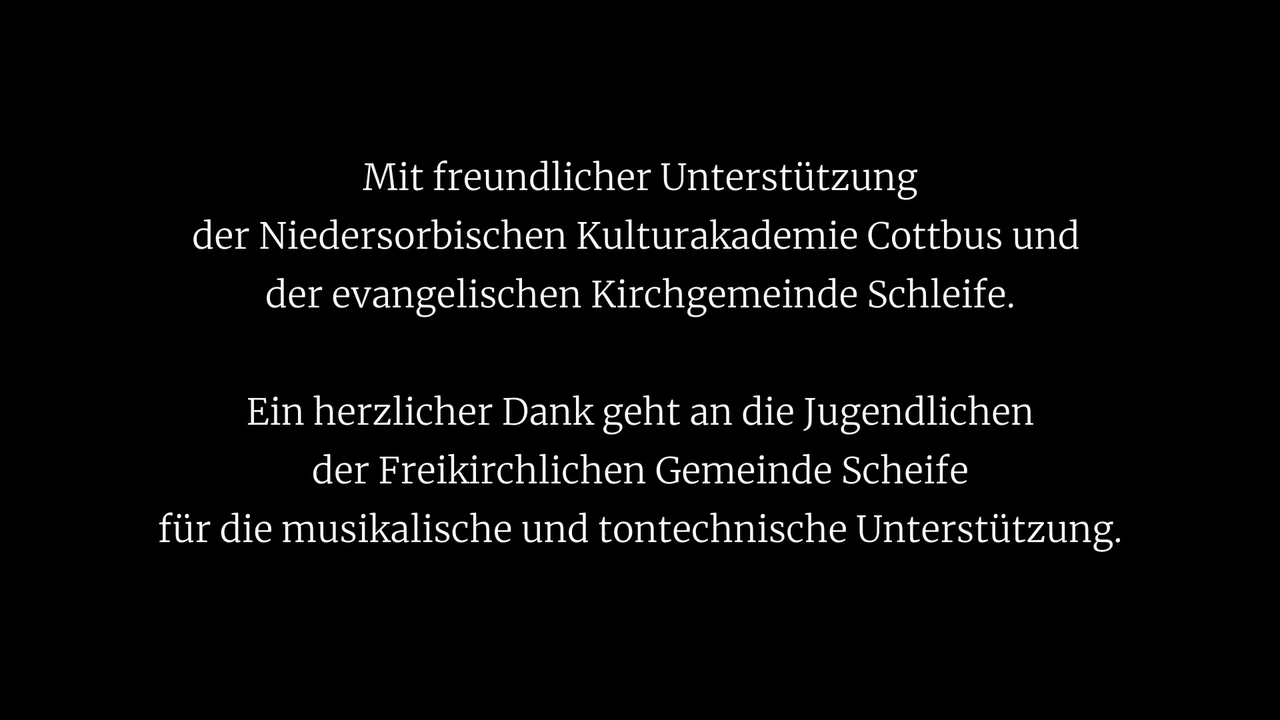 Mit freundlicher Unterstützung
der Niedersorbischen Kulturakademie Cottbus und
der evangelischen Kirchgemeinde Schleife.
Ein herzlicher Dank geht an die Jugendlichen
der Freikirchlichen Gemeinde Scheife
für die musikalische und tontechnische Unterstützung.